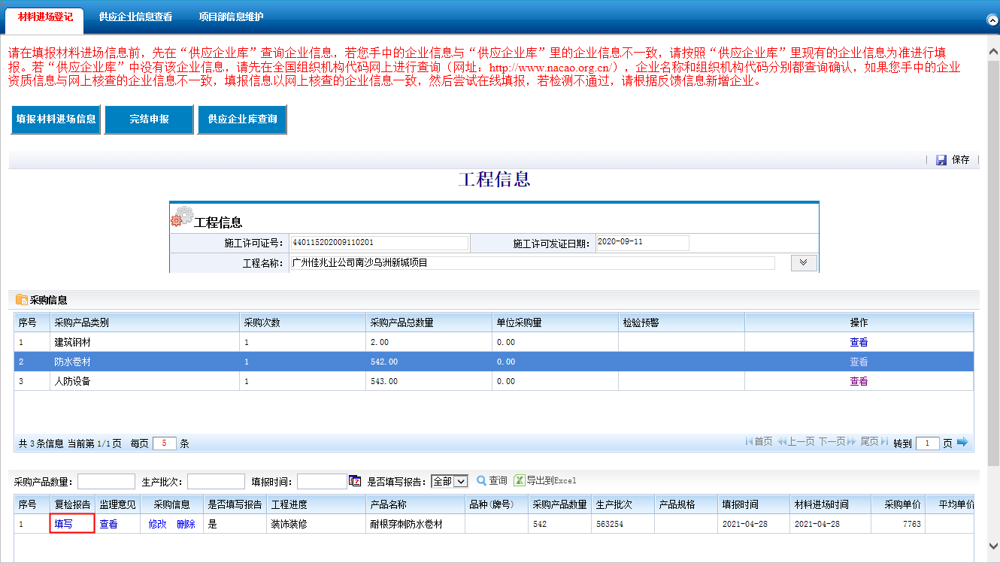 材料进场登记 供应企业信息查看 项目部信息维护
请在填报材料进场信息前，先在“供应企业库”查询企业信息，若您手中的企业信息与“供应企业库”里的企业信息不一致，请按照“供应企业库”里现有的企业信息为准进行填
报。若“供应企业库”中没有该企业信息，请先在全国组织机构代码网上进行查询（网址：http://www.nacao.org.cn/），企业名称和组织机构代码分别都查询确认，如果您手中的企业
资质信息与网上核查的企业信息不一致，填报信息以网上核查的企业信息一致，然后尝试在线填报，若检测不通过，请根据反馈信息新增企业。
填报材料进场信息 完结申报 供应企业库查询
保存
工程信息
工程信息
施工许可证号： 440115202009110201 施工许可发证日期： 2020-09-11
工程名称： 广州佳兆业公司南沙乌洲新城项目
采购信息
序号 采购产品类别 采购次数 采购产品总数量 单位采购量 检验预警 操作
1 建筑钢材 1 2.00 0.00 查看
2 防水卷材 1 542.00 0.00 查看
3 人防设备 1 543.00 0.00 查看
共 3 条信息 当前第 1/1 页 每页 5 条 首页 上一页 下一页 尾页 转到 1 页
采购产品数量： 生产批次： 填报时间： 是否填写报告： 全部 查询 导出到Excel
序号 复检报告 监理意见 采购信息 是否填写报告 工程进度 产品名称 品种(牌号) 采购产品数量 生产批次 产品规格 填报时间 材料进场时间 采购单价 平均单价
1 填写 查看 修改 删除 是 装饰装修 耐根穿刺防水卷材 542 563254 2021-04-28 2021-04-28 7763